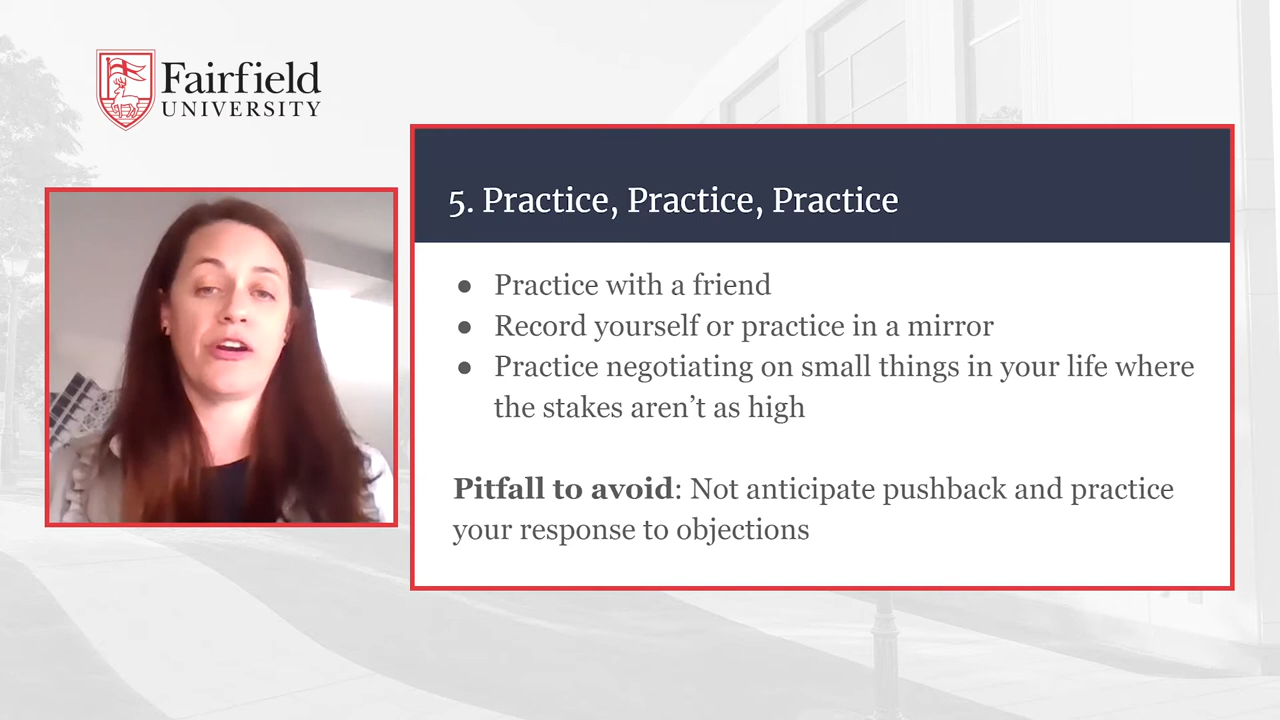 Fairfield
UNIVERSITY
5. Practice, Practice, Practice
● Practice with a friend
● Record yourself or practice in a mirror
● Practice negotiating on small things in your life where
the stakes aren’t as high
Pitfall to avoid: Not anticipate pushback and practice
your response to objections